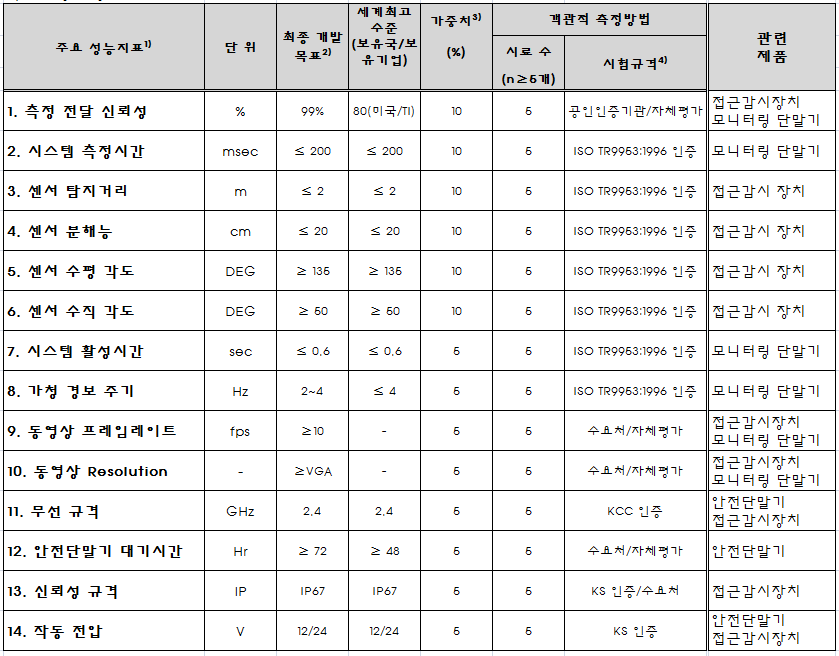 주요 성능지표1)
단 위
최종 개발
목표2)
세계최고
수준
(보유국/보
유기업)
가중치3)
(%)
객관적 측정방법
시료 수
(n≥5개)
시험규격4)
관련
제품
1. 측정 전달 신뢰성 % 99% 80(미국/TI) 10 5 공인인증기관/자체평가 접근감시장치
모니터링 단말기
2. 시스템 측정시간 msec ≤ 200 ≤ 200 10 5 ISO TR9953:1996 인증 모니터링 단말기
3. 센서 탐지거리 m ≤ 2 ≤ 2 10 5 ISO TR9953:1996 인증 접근감시 장치
4. 센서 분해능 cm ≤ 20 ≤ 20 10 5 ISO TR9953:1996 인증 접근감시 장치
5. 센서 수평 각도 DEG ≥ 135 ≥ 135 10 5 ISO TR9953:1996 인증 접근감시 장치
6. 센서 수직 각도 DEG ≥ 50 ≥ 50 10 5 ISO TR9953:1996 인증 접근감시 장치
7. 시스템 활성시간 sec ≤ 0.6 ≤ 0.6 5 5 ISO TR9953:1996 인증 모니터링 단말기
8. 가청 경보 주기 Hz 2~4 ≤ 4 5 5 ISO TR9953:1996 인증 모니터링 단말기
9. 동영상 프레임레이트 fps ≥10 - 5 5 수요처/자체평가 접근감시장치
모니터링 단말기
10. 동영상 Resolution - ≥VGA - 5 5 수요처/자체평가 접근감시장치
모니터링 단말기
11. 무선 규격 GHz 2.4 2.4 5 5 KCC 인증 안전단말기
접근감시장치
12. 안전단말기 대기시간 Hr ≥ 72 ≥ 48 5 5 수요처/자체평가 안전단말기
13. 신뢰성 규격 IP IP67 IP67 5 5 KS 인증/수요처 접근감시장치
14. 작동 전압 V 12/24 12/24 5 5 KS 인증 안전단말기
접근감시장치